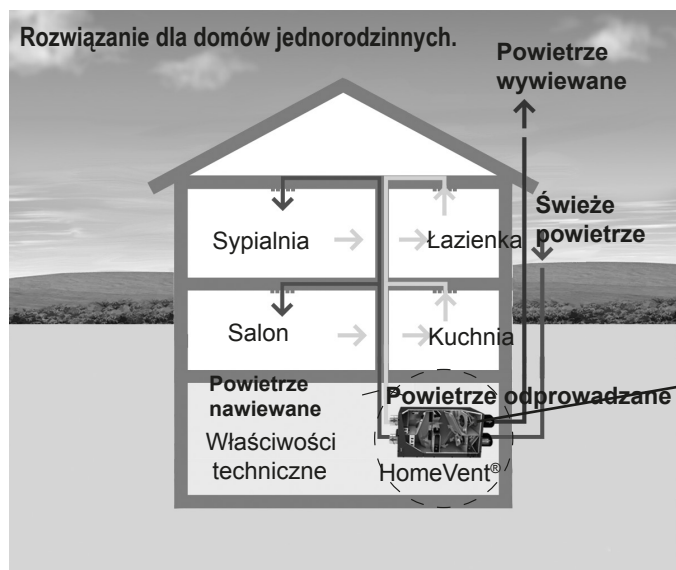 Rozwiązanie dla domów jednorodzinnych.
Powietrze
wywiewane
Świeże
powietrze
Sypialnia
Łazienka
Salon
Kuchnia
Powietrze
nawiewane
Powietrze odprowadzane
Właściwości
techniczne
HomeVent®